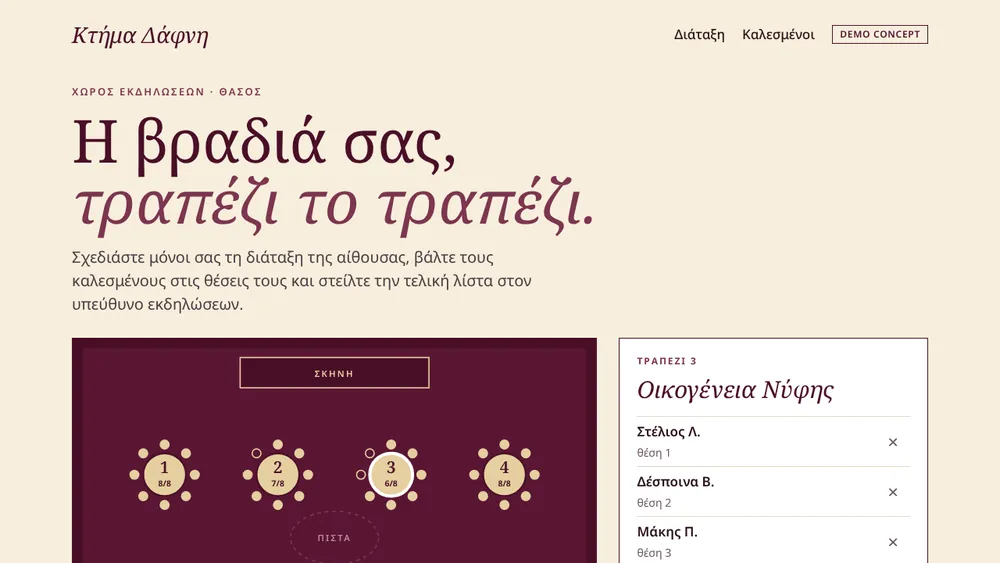 Κτήμα Δάφνη
Διάταξη Καλεσμένοι DEMO CONCEPT
ΧΩΡΟΣ ΕΚΔΗΛΩΣΕΩΝ · ΘΑΣΟΣ
Η βραδιά σας,
τραπέζι το τραπέζι.
Σχεδιάστε μόνοι σας τη διάταξη της αίθουσας, βάλτε τους
καλεσμένους στις θέσεις τους και στείλτε την τελική λίστα στον
υπεύθυνο εκδηλώσεων.
ΣΚΗΝΗ
1 2 3 4
8/8 7/8 6/8 8/8
ΠΙΣΤΑ
ΤΡΑΠΕΖΙ 3
Οικογένεια Νύφης
Στέλιος Λ.
θέση 1
Δέσποινα Β.
θέση 2
Μάκης Π.
θέση 3